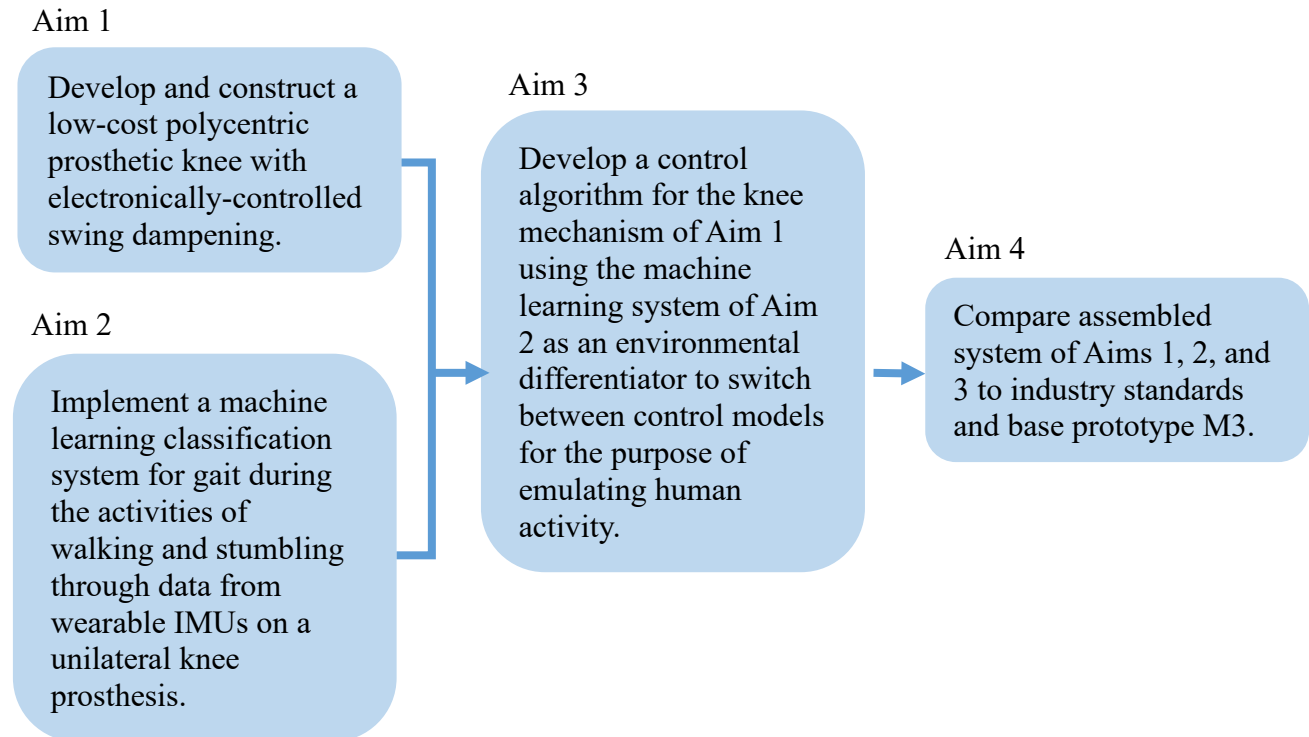 Aim 1
Develop and construct a
low-cost polycentric
prosthetic knee with
electronically-controlled
swing dampening.
Aim 2
Implement a machine
learning classification
system for gait during
the activities of
walking and stumbling
through data from
wearable IMUs on a
unilateral knee
prosthesis.
Aim 3
Develop a control
algorithm for the knee
mechanism of Aim 1
using the machine
learning system of Aim
2 as an environmental
differentiator to switch
between control models
for the purpose of
emulating human
activity.
Aim 4
Compare assembled
system of Aims 1, 2, and
3 to industry standards
and base prototype M3.